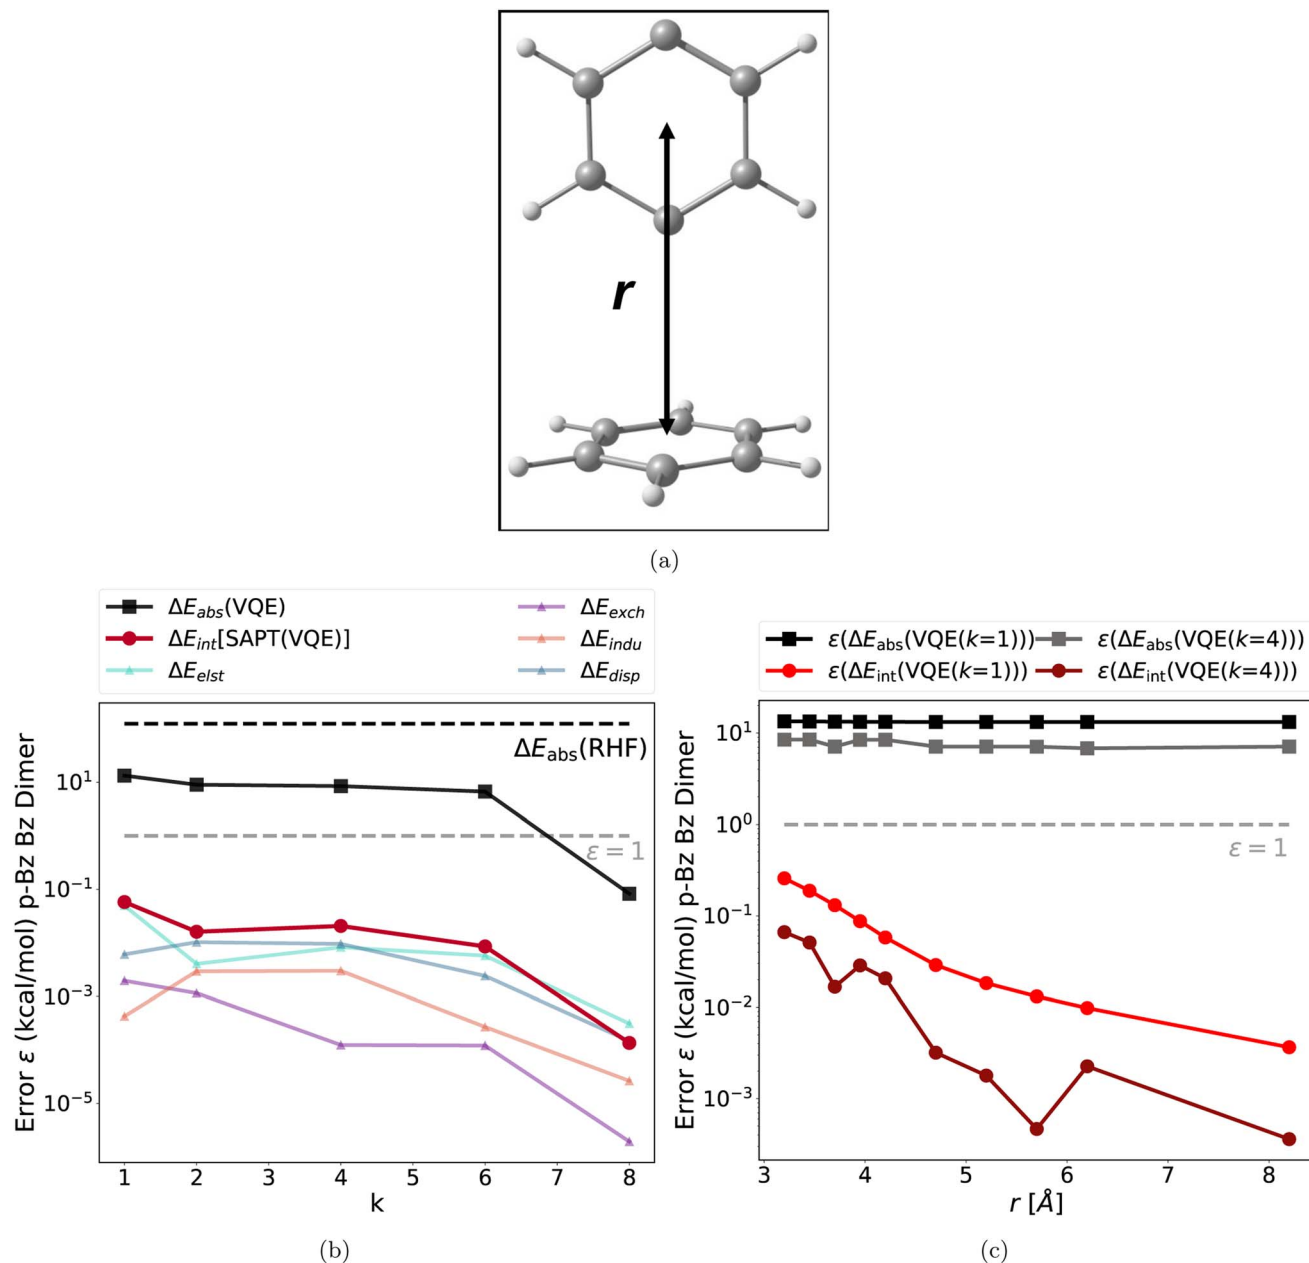 r
(a)
ΔE_abs(VQE)
ΔE_int[SAPT(VQE)]
ΔE_elst
ΔE_exch
ΔE_indu
ΔE_disp
Error ε (kcal/mol) p-Bz Bz Dimer
10^1
10^−1
10^−3
10^−5
ΔE_abs(RHF)
ε = 1
1 2 3 4 5 6 7 8
k
(b)
ε(ΔE_abs(VQE(k=1)))
ε(ΔE_int(VQE(k=1)))
ε(ΔE_abs(VQE(k=4)))
ε(ΔE_int(VQE(k=4)))
Error ε (kcal/mol) p-Bz Bz Dimer
10^1
10^0
10^−1
10^−2
10^−3
ε = 1
3 4 5 6 7 8
r [Å]
(c)